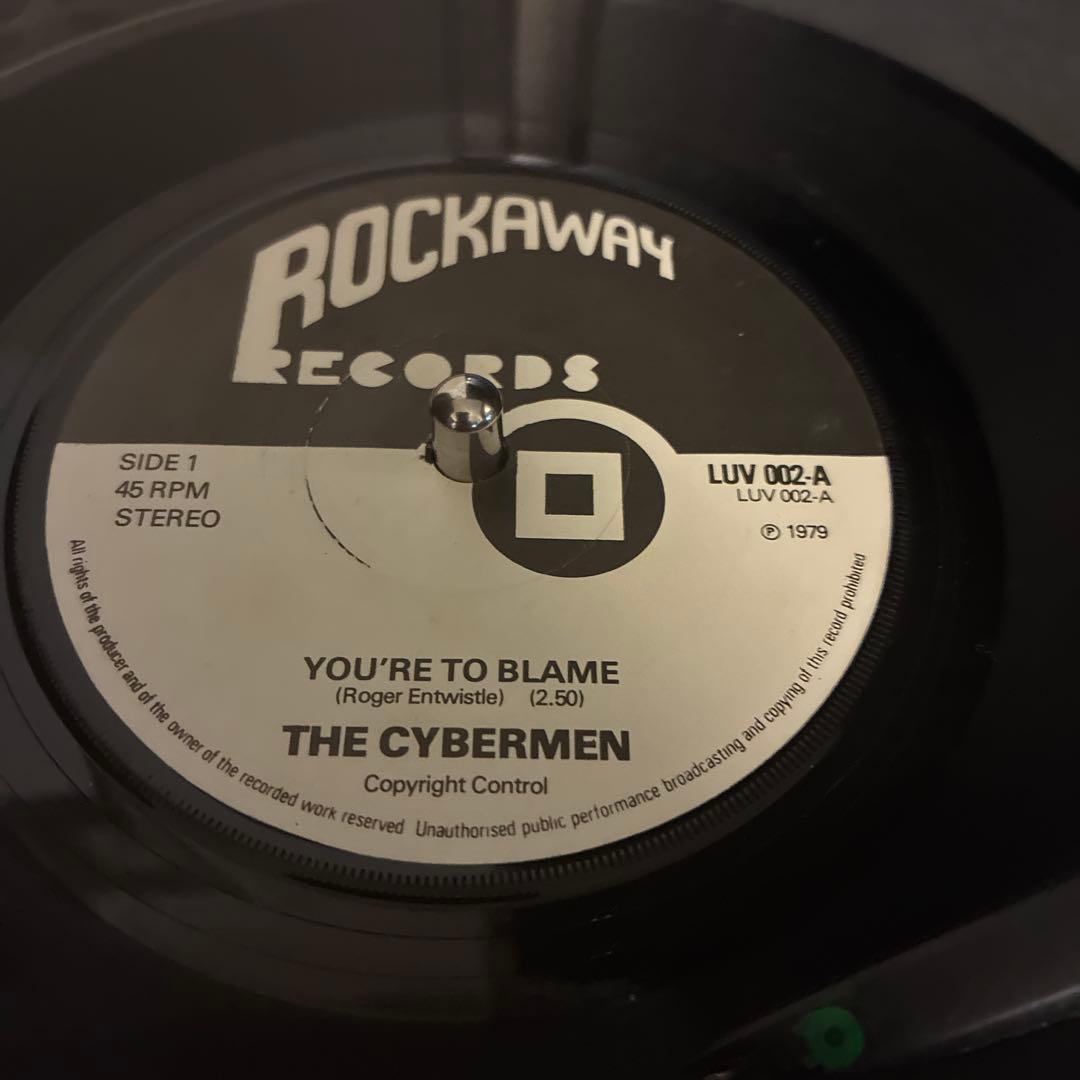 ROCKAWAY
RECORDS
SIDE 1
45 RPM
STEREO
LUV 002-A
LUV 002-A
℗ 1979
YOU'RE TO BLAME
(Roger Entwistle) (2.50)
THE CYBERMEN
Copyright Control
All rights of the producer and of the owner of the recorded work reserved Unauthorised public performance broadcasting and copying of this record prohibited